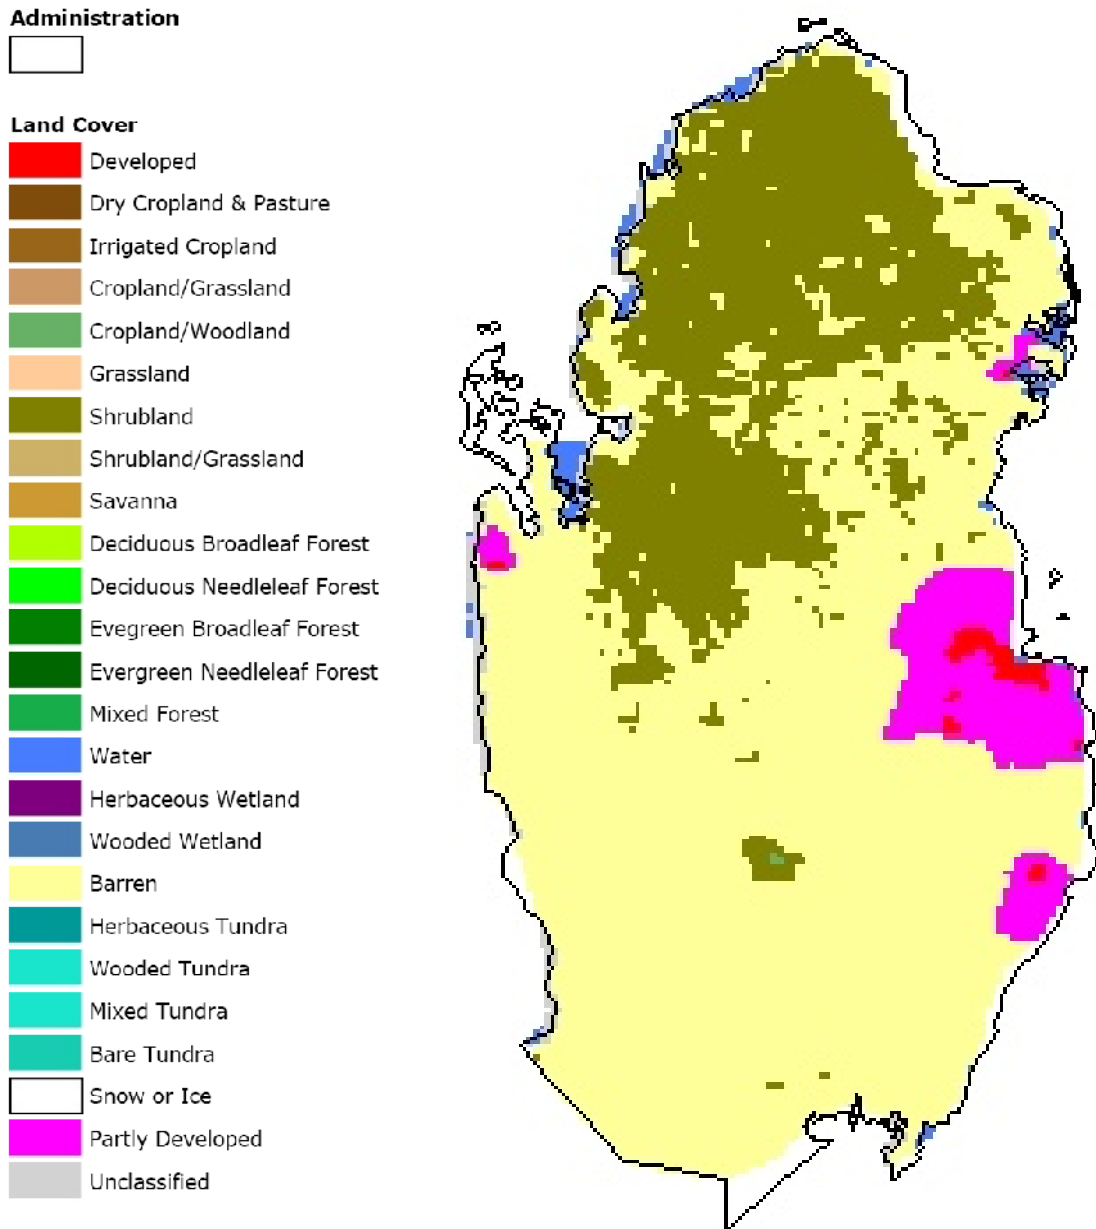 Administration
Land Cover
Developed
Dry Cropland & Pasture
Irrigated Cropland
Cropland/Grassland
Cropland/Woodland
Grassland
Shrubland
Shrubland/Grassland
Savanna
Deciduous Broadleaf Forest
Deciduous Needleleaf Forest
Evegreen Broadleaf Forest
Evergreen Needleleaf Forest
Mixed Forest
Water
Herbaceous Wetland
Wooded Wetland
Barren
Herbaceous Tundra
Wooded Tundra
Mixed Tundra
Bare Tundra
Snow or Ice
Partly Developed
Unclassified